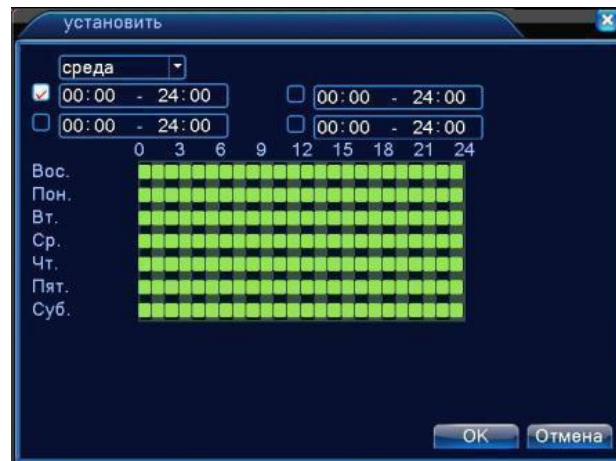 установить
среда
00:00 - 24:00 00:00 - 24:00
00:00 - 24:00 00:00 - 24:00
0 3 6 9 12 15 18 21 24
Вос.
Пон.
Вт.
Ср.
Чт.
Пят.
Суб.
OK Отмена